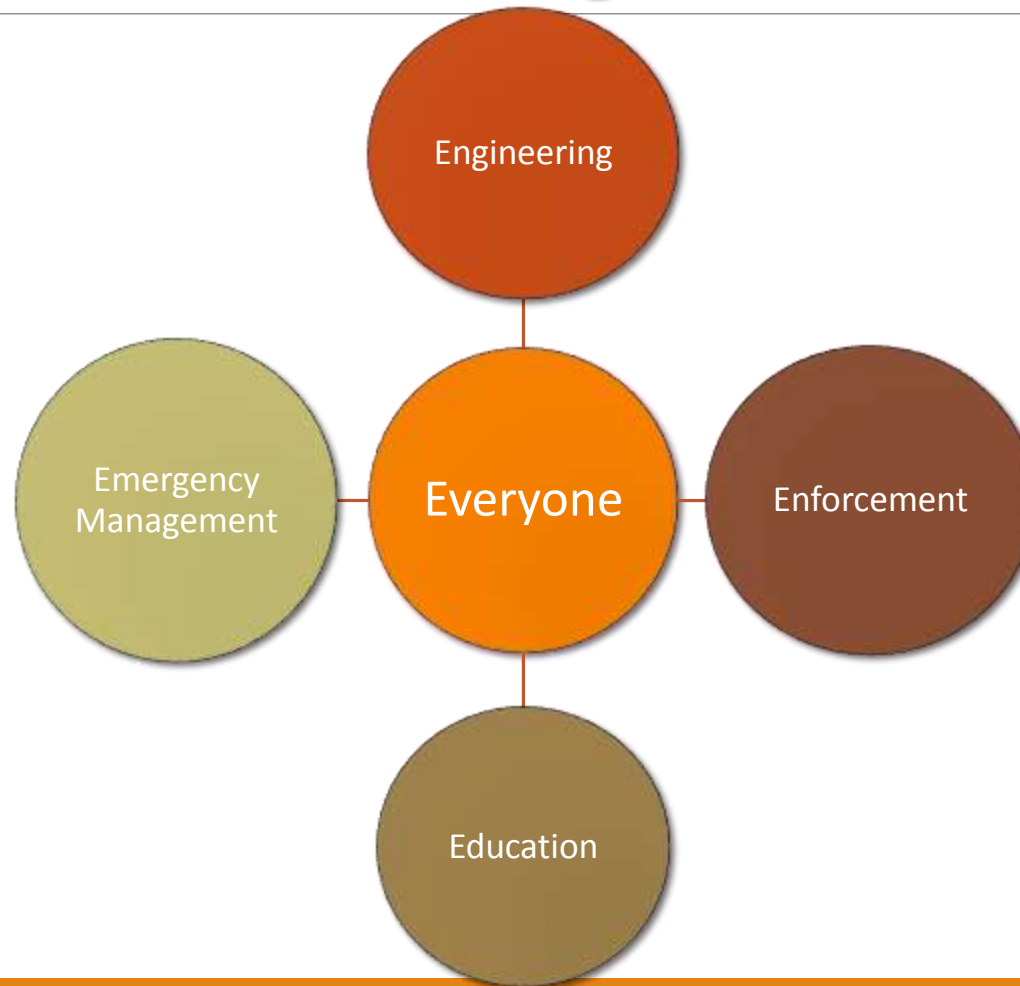 Engineering
Emergency
Management
Everyone
Enforcement
Education